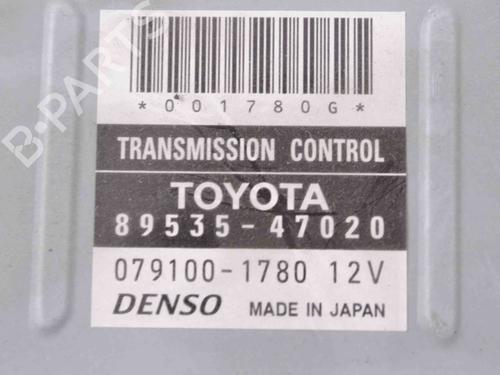 B-PARTS
*001780G*
TRANSMISSION CONTROL
TOYOTA
89535-47020
079100-1780 12V
DENSO MADE IN JAPAN